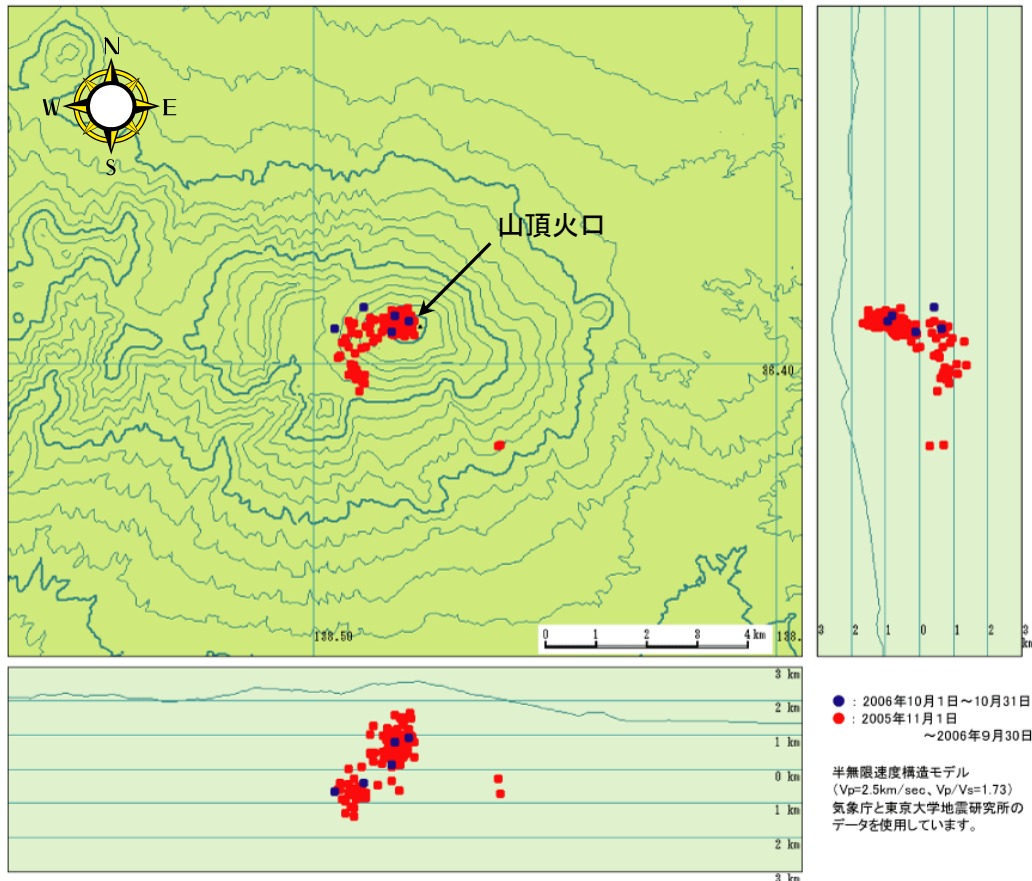 N
W E
S
山頂火口
36.40
138.50
138.
0 1 2 3 4 km
3 2 1 0 1 2 3
km
3 km
2 km
1 km
0 km
1 km
2 km
3 km
● : 2006年10月1日～10月31日
● : 2005年11月1日
～2006年9月30日
半無限速度構造モデル
(Vp=2.5km/sec、Vp/Vs=1.73)
気象庁と東京大学地震研究所の
データを使用しています。